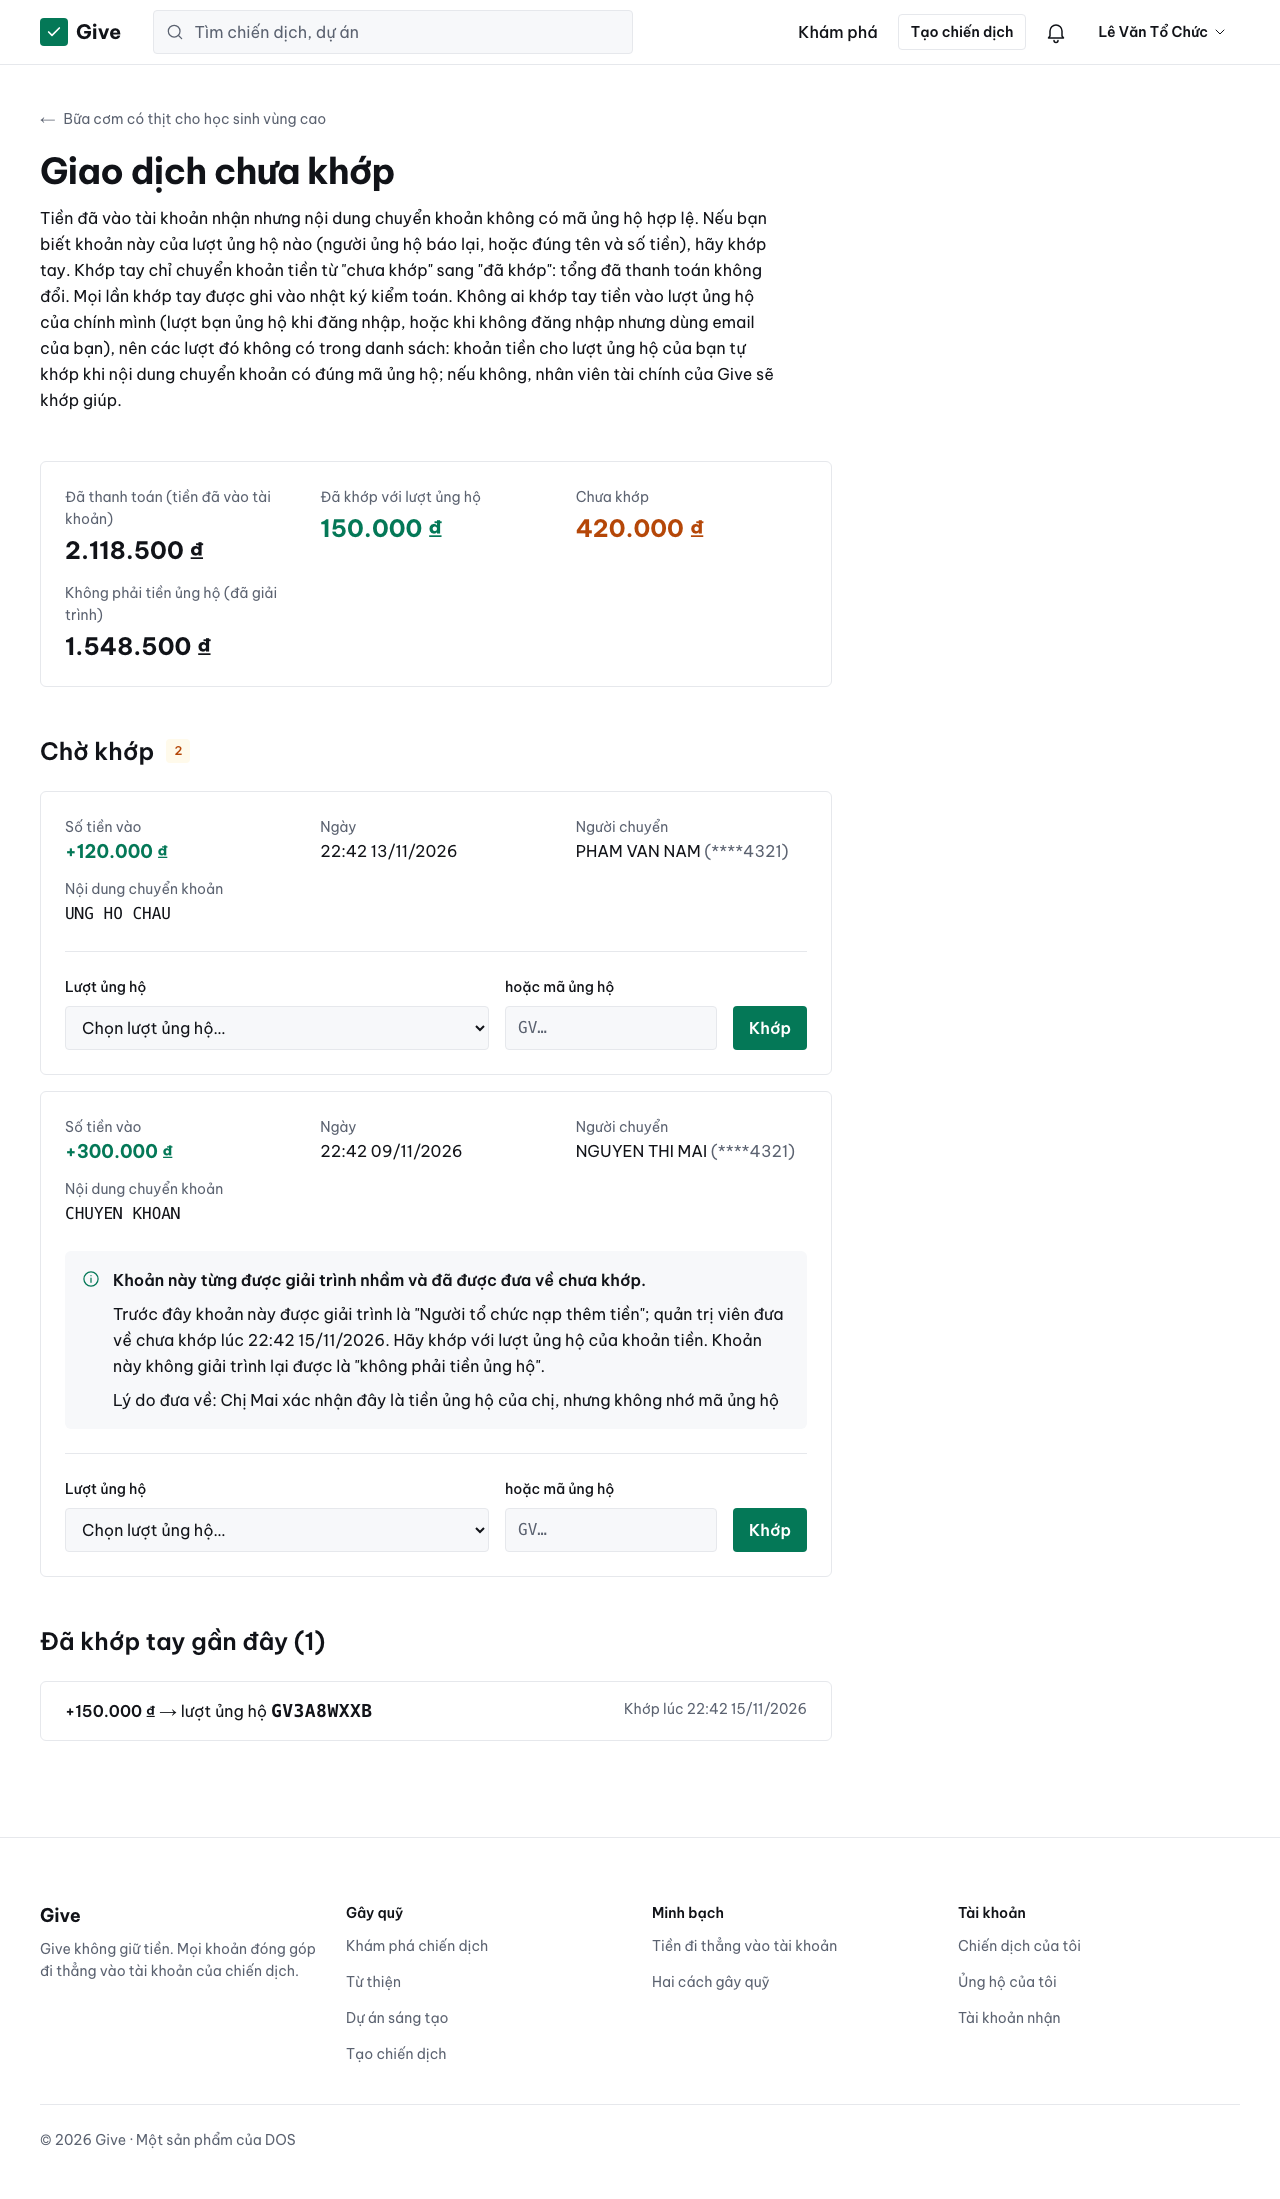 Give
Tìm chiến dịch, dự án
Khám phá
Tạo chiến dịch
Lê Văn Tổ Chức
← Bữa cơm có thịt cho học sinh vùng cao
Giao dịch chưa khớp
Tiền đã vào tài khoản nhận nhưng nội dung chuyển khoản không có mã ủng hộ hợp lệ. Nếu bạn
biết khoản này của lượt ủng hộ nào (người ủng hộ báo lại, hoặc đúng tên và số tiền), hãy khớp
tay. Khớp tay chỉ chuyển khoản tiền từ "chưa khớp" sang "đã khớp": tổng đã thanh toán không
đổi. Mọi lần khớp tay được ghi vào nhật ký kiểm toán. Không ai khớp tay tiền vào lượt ủng hộ
của chính mình (lượt bạn ủng hộ khi đăng nhập, hoặc khi không đăng nhập nhưng dùng email
của bạn), nên các lượt đó không có trong danh sách: khoản tiền cho lượt ủng hộ của bạn tự
khớp khi nội dung chuyển khoản có đúng mã ủng hộ; nếu không, nhân viên tài chính của Give sẽ
khớp giúp.
Đã thanh toán (tiền đã vào tài
khoản)
2.118.500 ₫
Đã khớp với lượt ủng hộ
150.000 ₫
Chưa khớp
420.000 ₫
Không phải tiền ủng hộ (đã giải
trình)
1.548.500 ₫
Chờ khớp 2
Số tiền vào
+120.000 ₫
Ngày
22:42 13/11/2026
Người chuyển
PHAM VAN NAM (****4321)
Nội dung chuyển khoản
UNG HO CHAU
Lượt ủng hộ
Chọn lượt ủng hộ...
hoặc mã ủng hộ
GV…
Khớp
Số tiền vào
+300.000 ₫
Ngày
22:42 09/11/2026
Người chuyển
NGUYEN THI MAI (****4321)
Nội dung chuyển khoản
CHUYEN KHOAN
Khoản này từng được giải trình nhầm và đã được đưa về chưa khớp.
Trước đây khoản này được giải trình là "Người tổ chức nạp thêm tiền"; quản trị viên đưa
về chưa khớp lúc 22:42 15/11/2026. Hãy khớp với lượt ủng hộ của khoản tiền. Khoản
này không giải trình lại được là "không phải tiền ủng hộ".
Lý do đưa về: Chị Mai xác nhận đây là tiền ủng hộ của chị, nhưng không nhớ mã ủng hộ
Lượt ủng hộ
Chọn lượt ủng hộ...
hoặc mã ủng hộ
GV…
Khớp
Đã khớp tay gần đây (1)
+150.000 ₫ → lượt ủng hộ GV3A8WXXB
Khớp lúc 22:42 15/11/2026
Give
Give không giữ tiền. Mọi khoản đóng góp
đi thẳng vào tài khoản của chiến dịch.
Gây quỹ
Khám phá chiến dịch
Từ thiện
Dự án sáng tạo
Tạo chiến dịch
Minh bạch
Tiền đi thẳng vào tài khoản
Hai cách gây quỹ
Tài khoản
Chiến dịch của tôi
Ủng hộ của tôi
Tài khoản nhận
© 2026 Give · Một sản phẩm của DOS